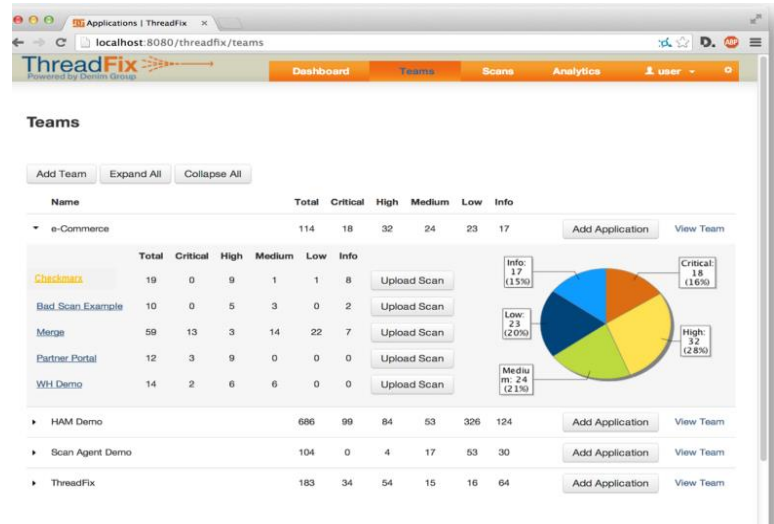 Applications | ThreadFix
localhost:8080/threadfix/teams
ThreadFix
Powered by Denim Group
Dashboard Teams Scans Analytics user
Teams
Add Team Expand All Collapse All
Name Total Critical High Medium Low Info
e-Commerce 114 18 32 24 23 17 Add Application View Team
Total Critical High Medium Low Info
Checkmarx 19 0 9 1 1 8 Upload Scan
Bad Scan Example 10 0 5 3 0 2 Upload Scan
Merge 59 13 3 14 22 7 Upload Scan
Partner Portal 12 3 9 0 0 0 Upload Scan
WH Demo 14 2 6 6 0 0 Upload Scan
Info:
17
(15%)
Critical:
18
(16%)
Low:
23
(20%)
High:
32
(28%)
Mediu
m: 24
(21%)
HAM Demo 686 99 84 53 326 124 Add Application View Team
Scan Agent Demo 104 0 4 17 53 30 Add Application View Team
ThreadFix 183 34 54 15 16 64 Add Application View Team